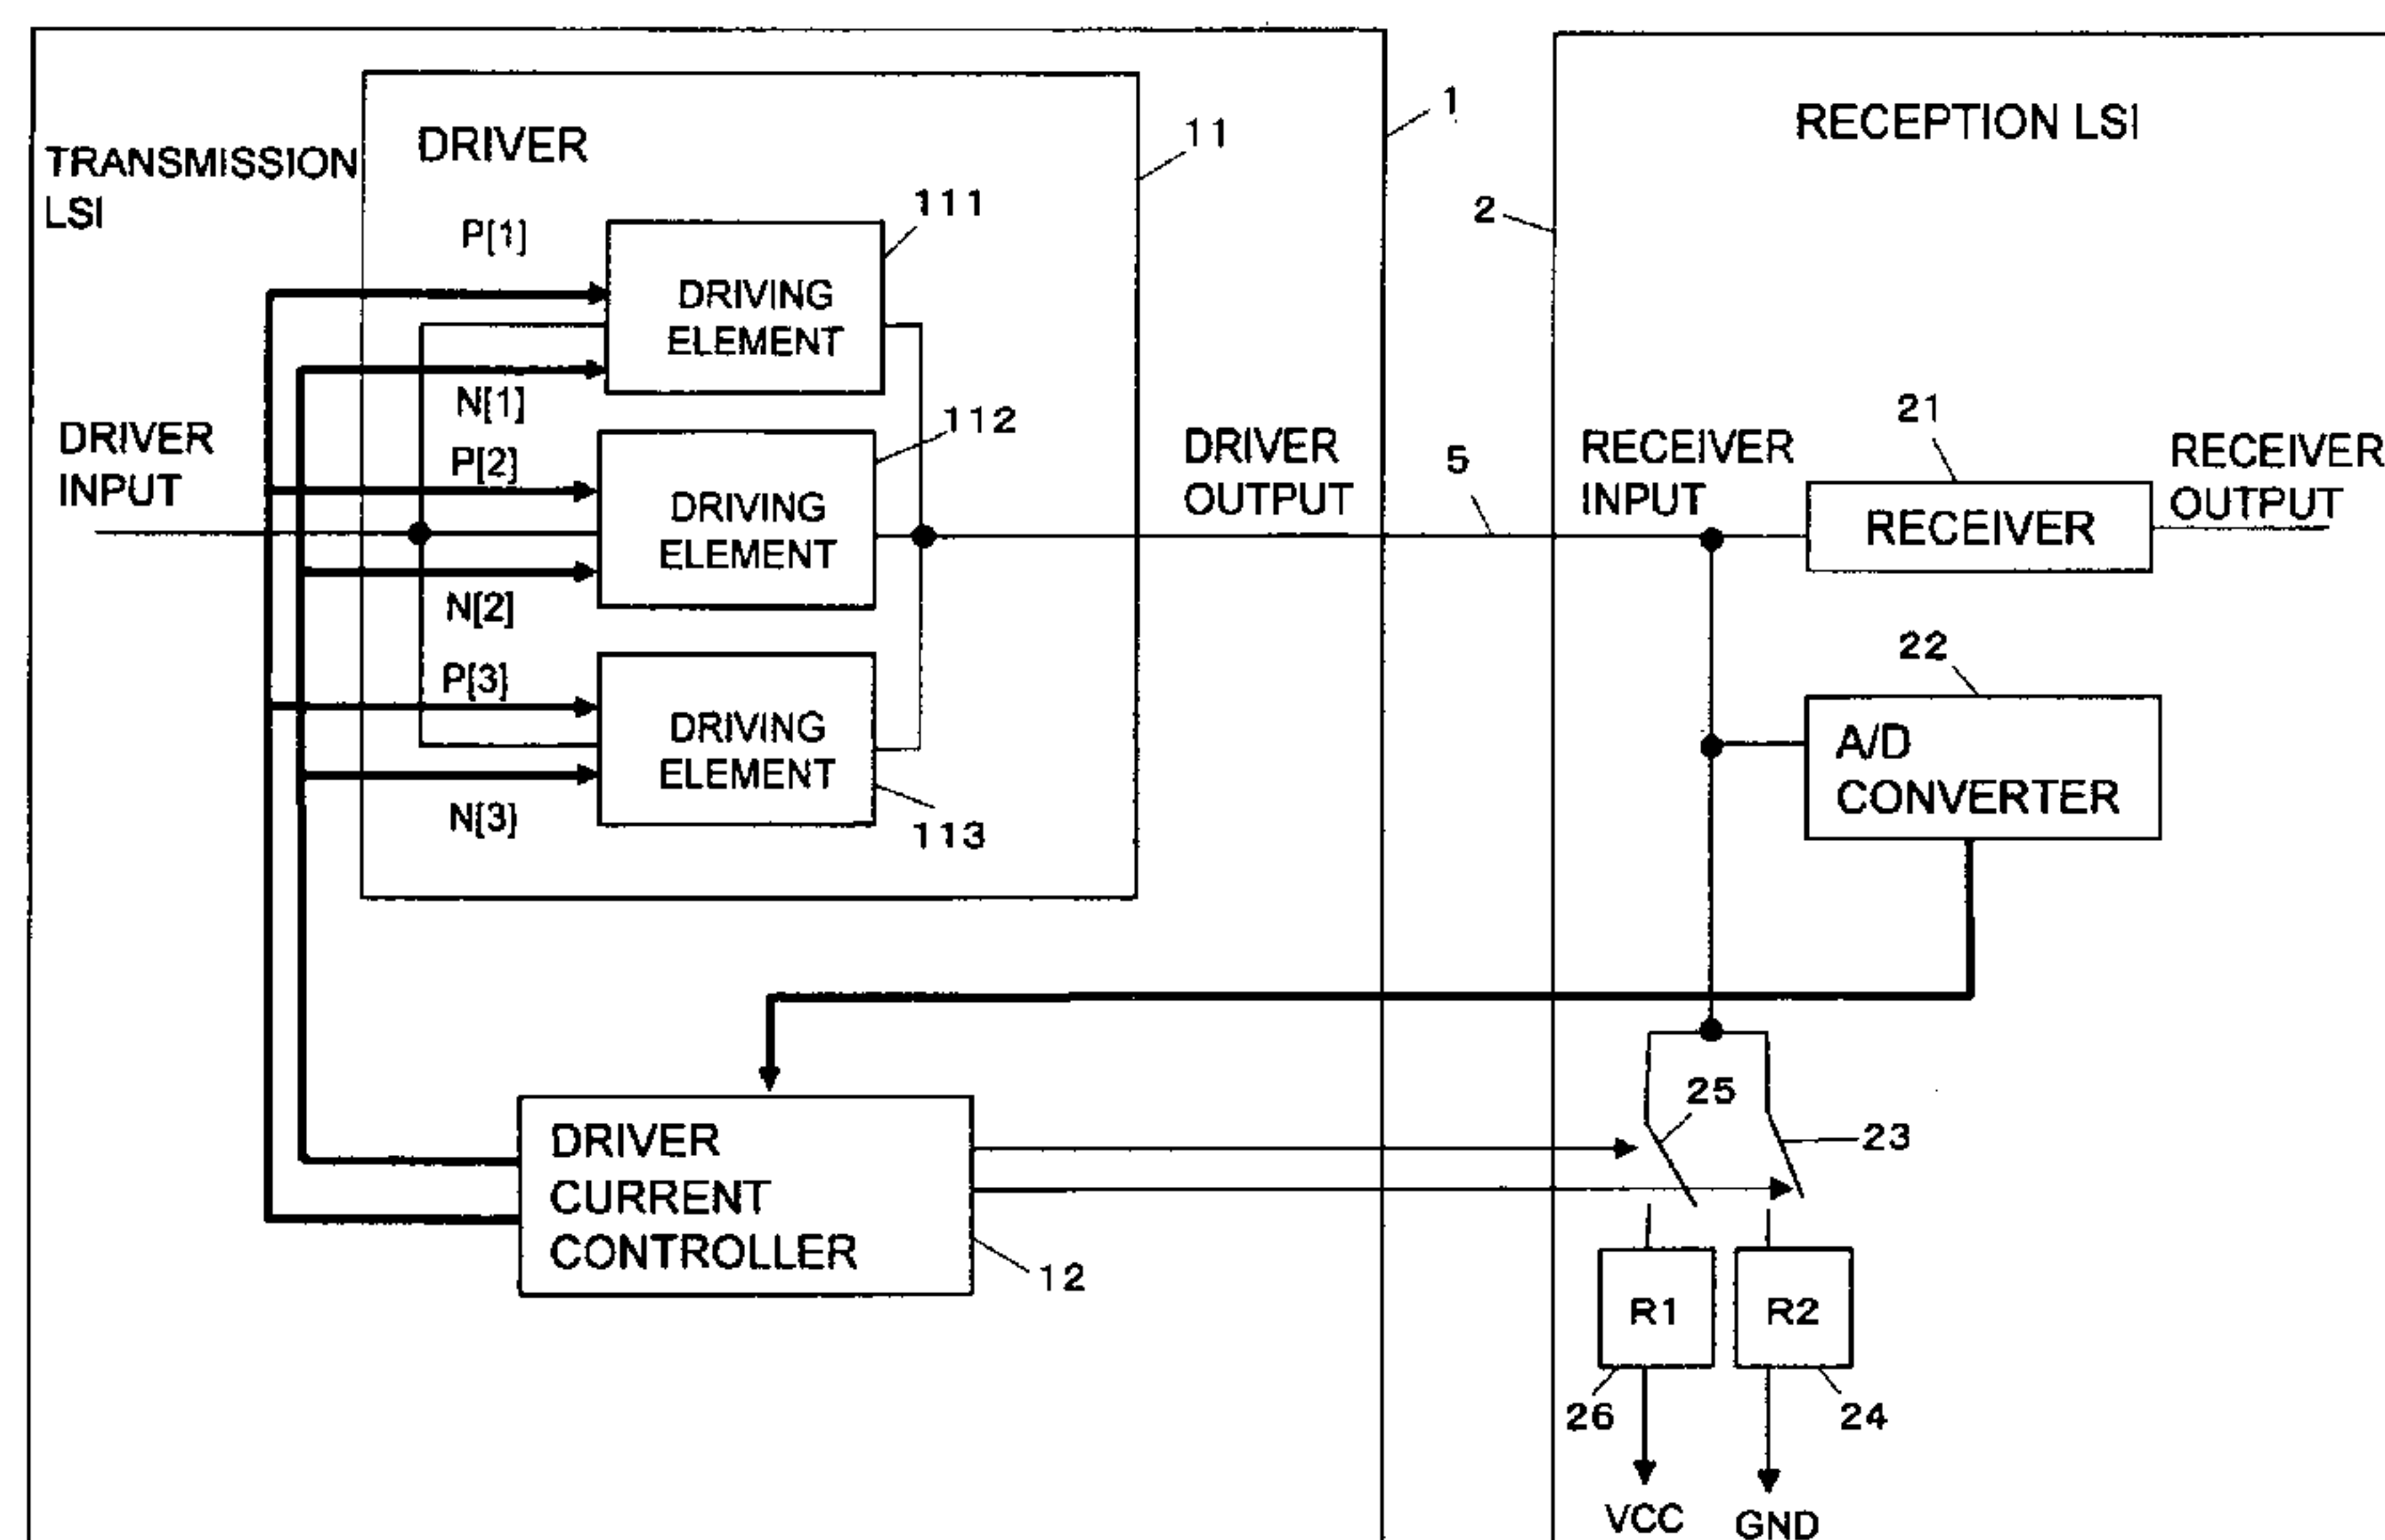 TRANSMISSION
LSI
DRIVER
11
1
RECEPTION LSI
2
P[1]
111
DRIVING
ELEMENT
N[1]
112
DRIVER
INPUT
P[2]
DRIVING
ELEMENT
N[2]
DRIVER
OUTPUT
5
RECEIVER
INPUT
21
RECEIVER
RECEIVER
OUTPUT
P[3]
DRIVING
ELEMENT
N[3]
113
22
A/D
CONVERTER
25
23
DRIVER
CURRENT
CONTROLLER
12
R1
R2
26
24
VCC
GND